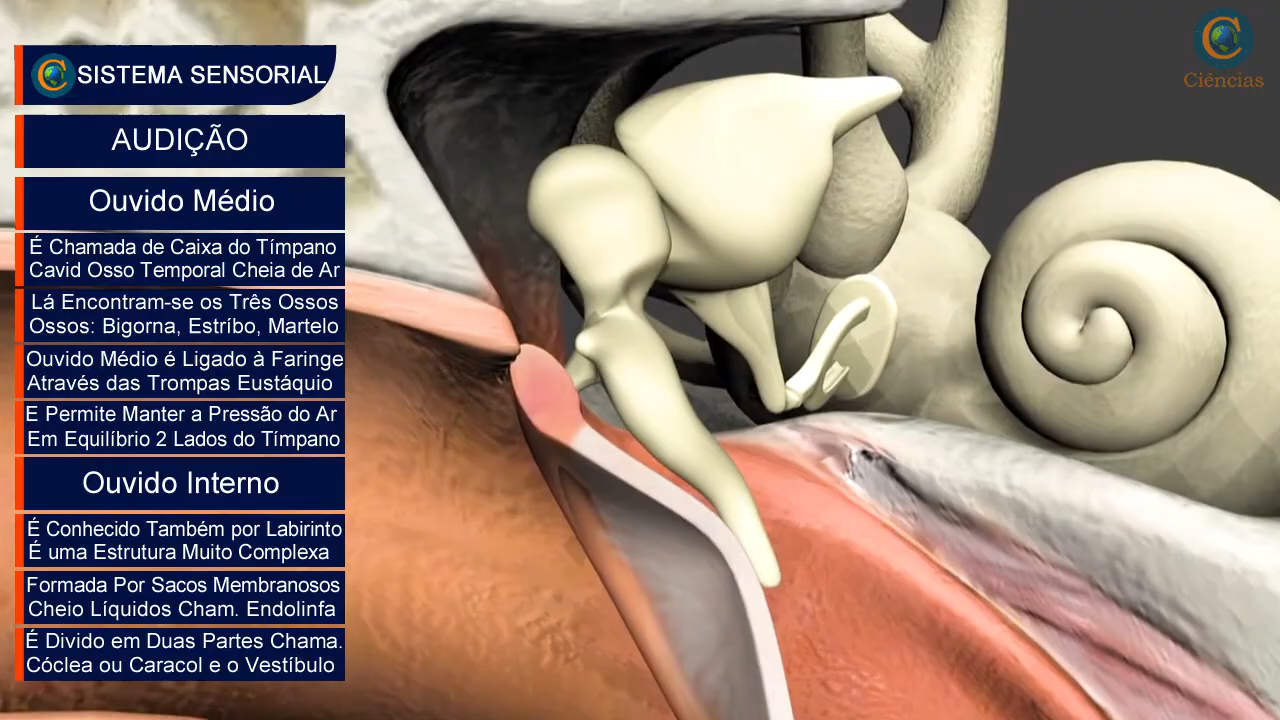 SISTEMA SENSORIAL
AUDIÇÃO
Ouvido Médio
É Chamada de Caixa do Tímpano
Cavid Osso Temporal Cheia de Ar
Lá Encontram-se os Três Ossos
Ossos: Bigorna, Estríbo, Martelo
Ouvido Médio é Ligado à Faringe
Através das Trompas Eustáquio
E Permite Manter a Pressão do Ar
Em Equilíbrio 2 Lados do Tímpano
Ouvido Interno
É Conhecido Também por Labirinto
É uma Estrutura Muito Complexa
Formada Por Sacos Membranosos
Cheio Líquidos Cham. Endolinfa
É Divido em Duas Partes Chama.
Cóclea ou Caracol e o Vestíbulo
Ciências